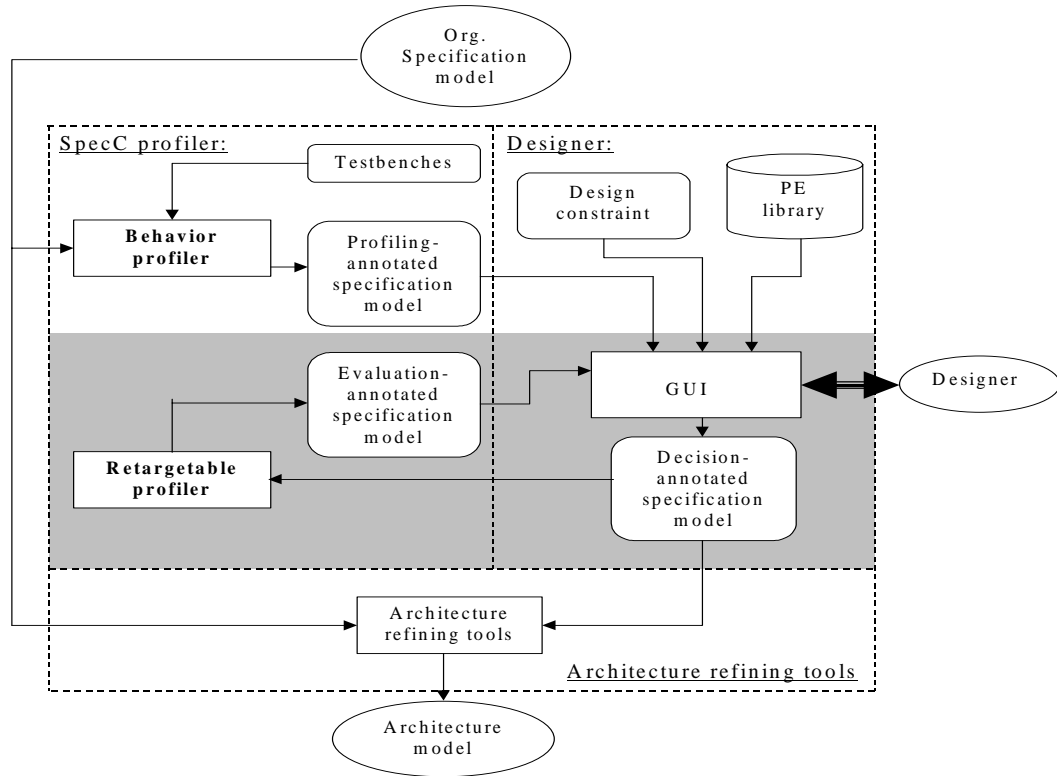 Org.
Specification
model
SpecC profiler:
Testbenches
Designer:
Design
constraint
PE
library
Behavior
profiler
Profiling-
annotated
specification
model
Evaluation-
annotated
specification
model
GUI
Designer
Retargetable
profiler
Decision-
annotated
specification
model
Architecture
refining tools
Architecture refining tools
Architecture
model